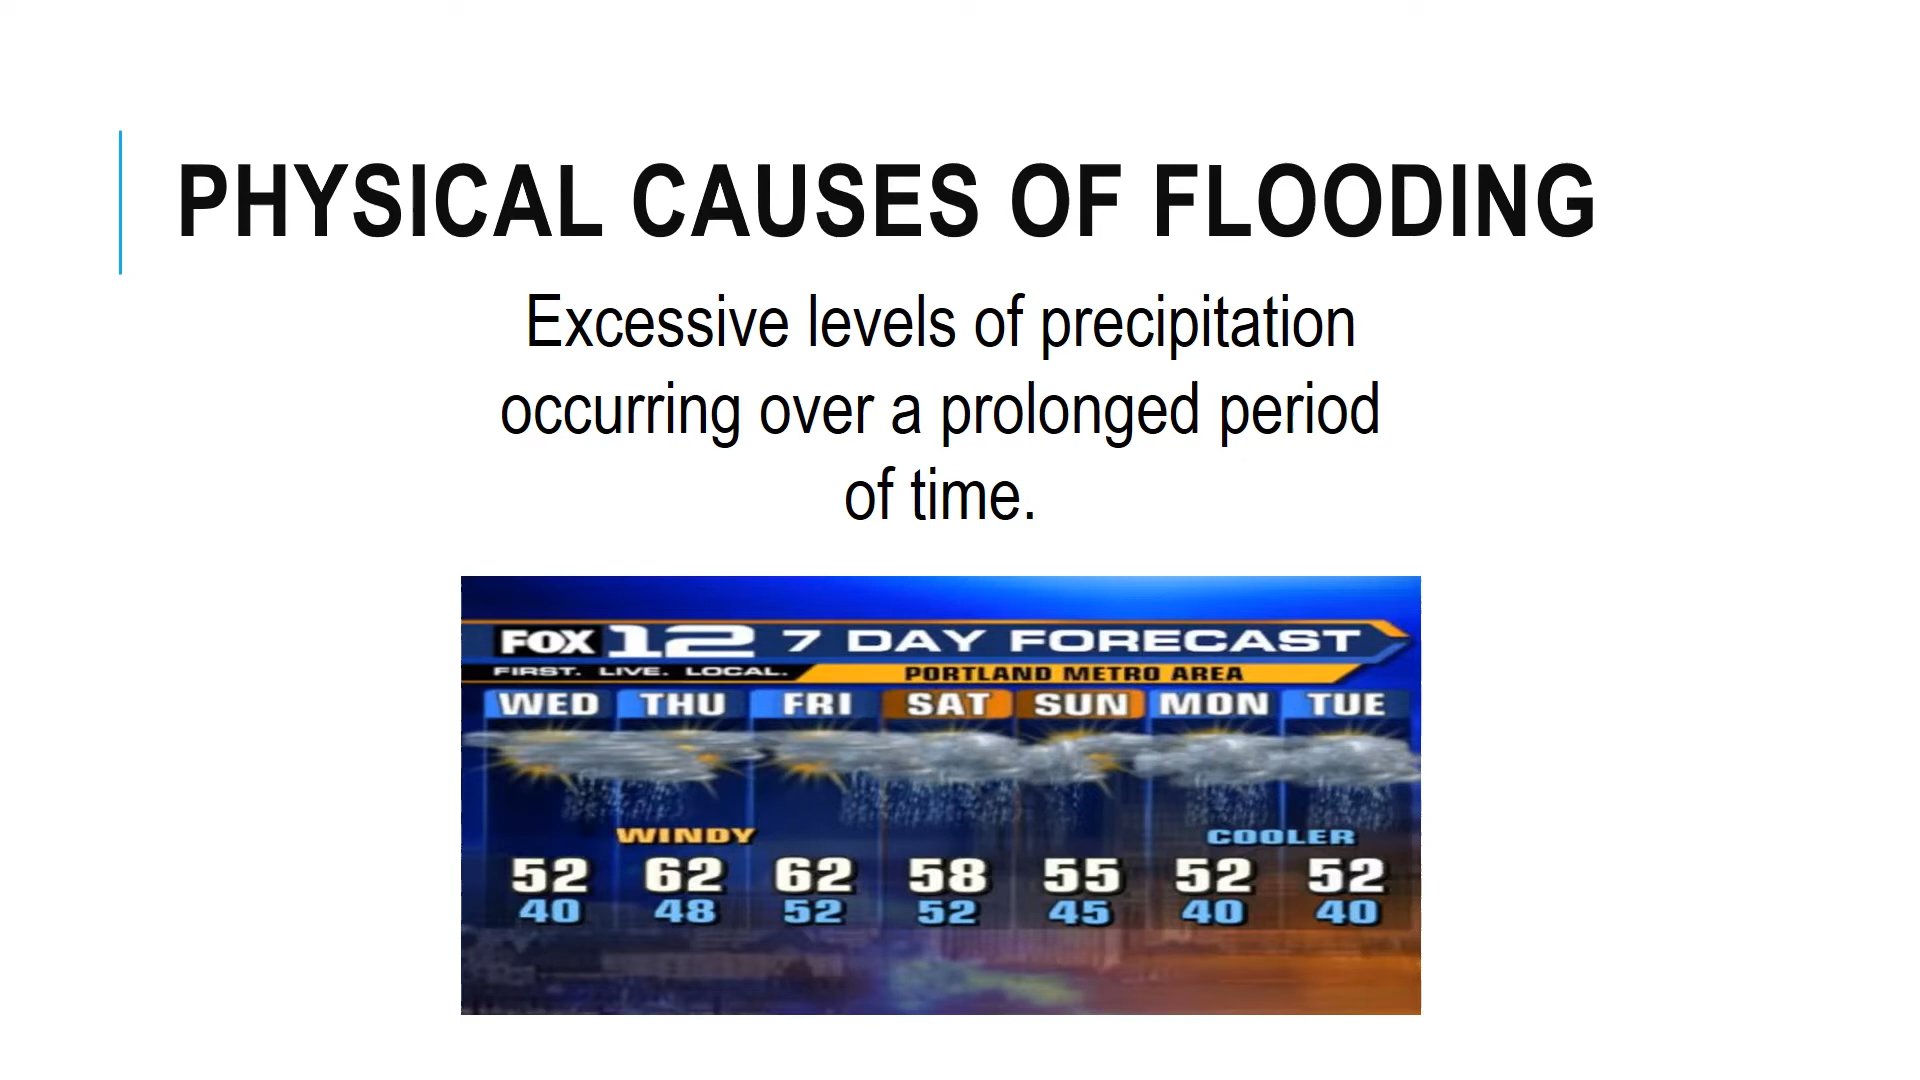 PHYSICAL CAUSES OF FLOODING
Excessive levels of precipitation
occurring over a prolonged period
of time.
FOX 12 7 DAY FORECAST
FIRST. LIVE. LOCAL. PORTLAND METRO AREA
WED THU FRI SAT SUN MON TUE
WINDY COOLER
52 62 62 58 55 52 52
40 48 52 52 45 40 40